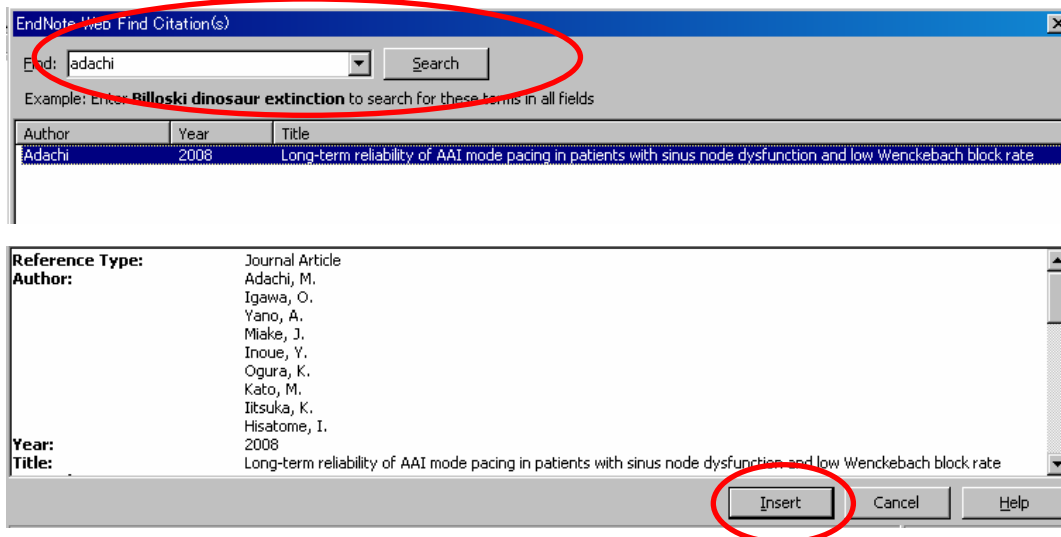 EndNote Web Find Citation(s)
Find: adachi Search
Example: Enter Billoski dinosaur extinction to search for these terms in all fields
Author Year Title
Adachi 2008 Long-term reliability of AAI mode pacing in patients with sinus node dysfunction and low Wenckebach block rate
Reference Type: Journal Article
Author: Adachi, M.
Igawa, O.
Yano, A.
Miake, J.
Inoue, Y.
Ogura, K.
Kato, M.
Iitsuka, K.
Hisatome, I.
Year: 2008
Title: Long-term reliability of AAI mode pacing in patients with sinus node dysfunction and low Wenckebach block rate
Insert Cancel Help